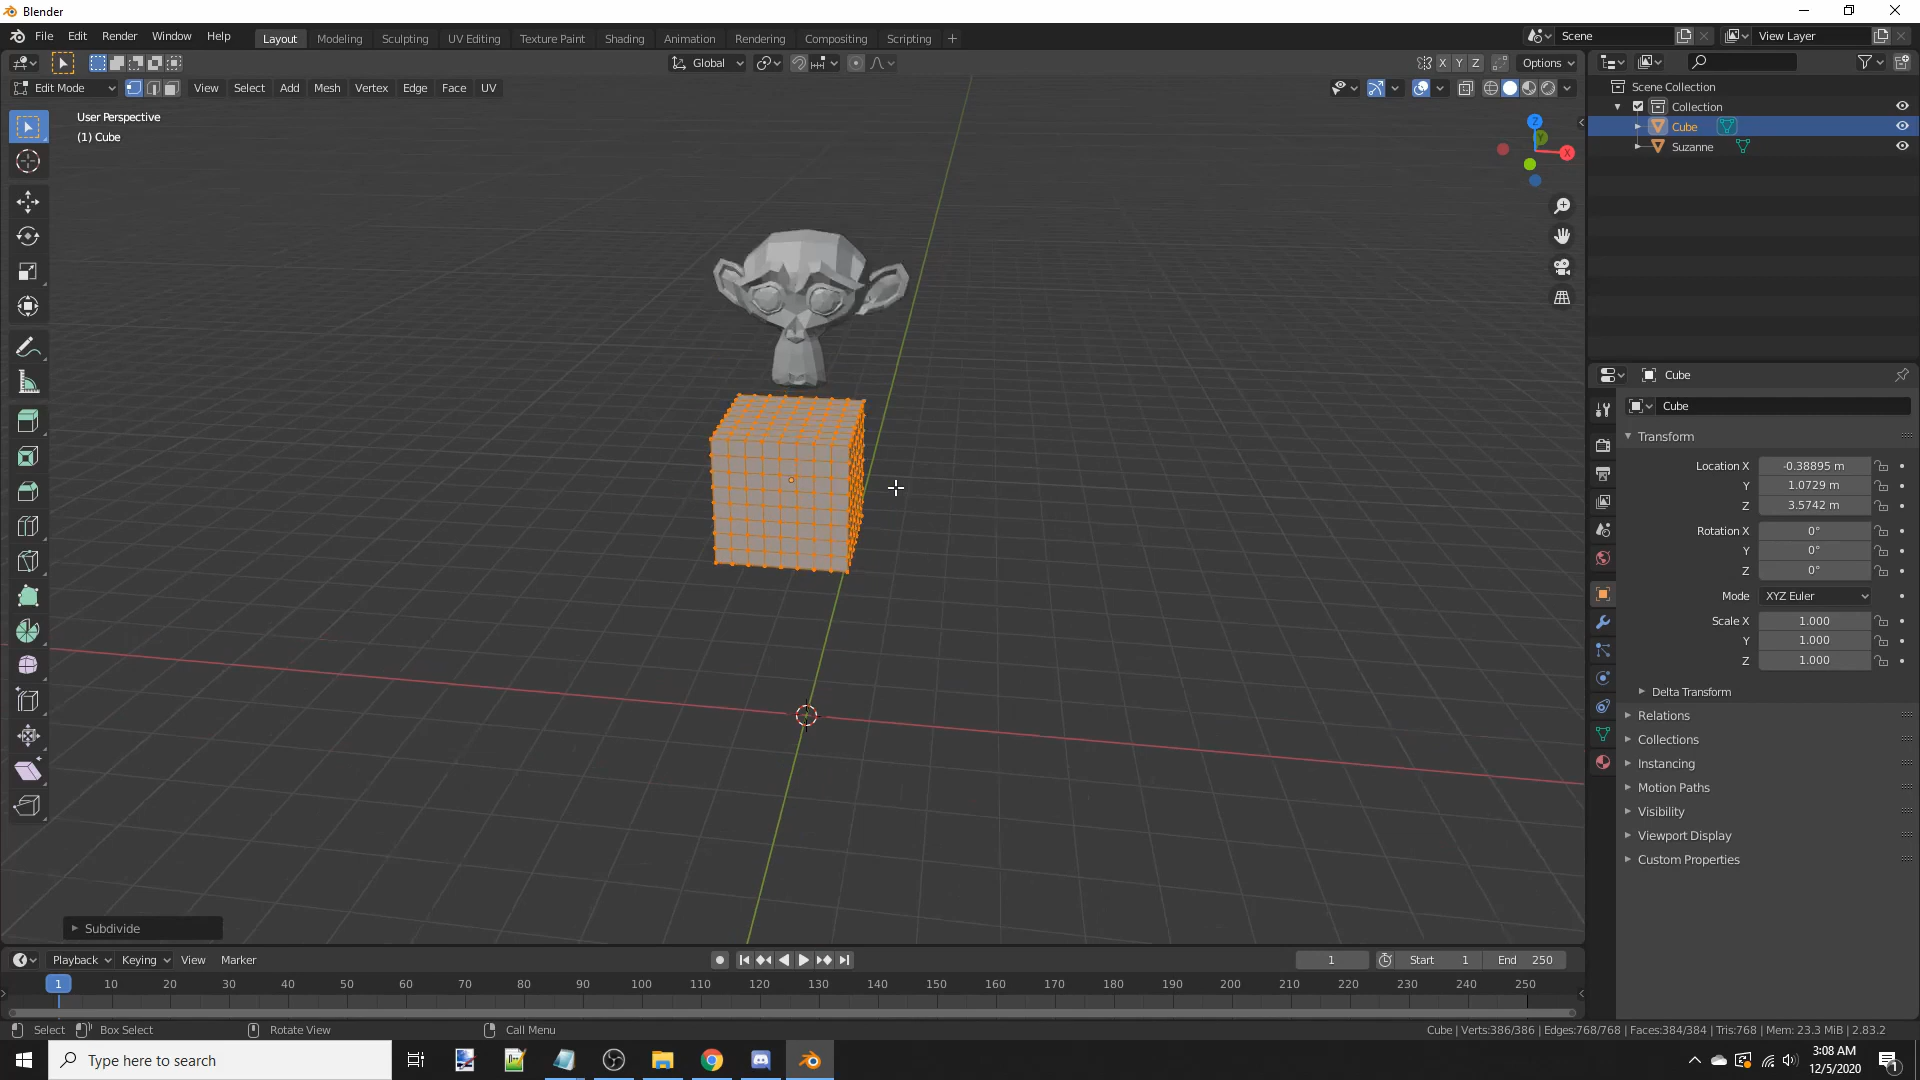 Blender
File Edit Render Window Help
Layout Modeling Sculpting UV Editing Texture Paint Shading Animation Rendering Compositing Scripting +
Scene
View Layer
Global
X Y Z
Options
Edit Mode View Select Add Mesh Vertex Edge Face UV
User Perspective
(1) Cube
Z
Y
X
Scene Collection
Collection
Cube
Suzanne
Cube
Cube
Transform
Location X -0.38895 m
Y 1.0729 m
Z 3.5742 m
Rotation X 0°
Y 0°
Z 0°
Mode XYZ Euler
Scale X 1.000
Y 1.000
Z 1.000
Delta Transform
Relations
Collections
Instancing
Motion Paths
Visibility
Viewport Display
Custom Properties
Subdivide
Playback Keying View Marker
1 Start 1 End 250
1 10 20 30 40 50 60 70 80 90 100 110 120 130 140 150 160 170 180 190 200 210 220 230 240 250
Select Box Select Rotate View Call Menu
Cube | Verts:386/386 | Edges:768/768 | Faces:384/384 | Tris:768 | Mem: 23.3 MiB | 2.83.2
Type here to search
3:08 AM
12/5/2020
1